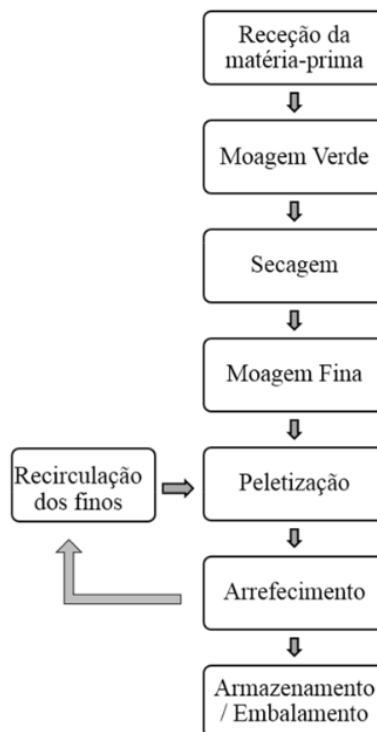 Receção da
matéria-prima
Moagem Verde
Secagem
Moagem Fina
Recirculação
dos finos
Peletização
Arrefecimento
Armazenamento
/ Embalamento